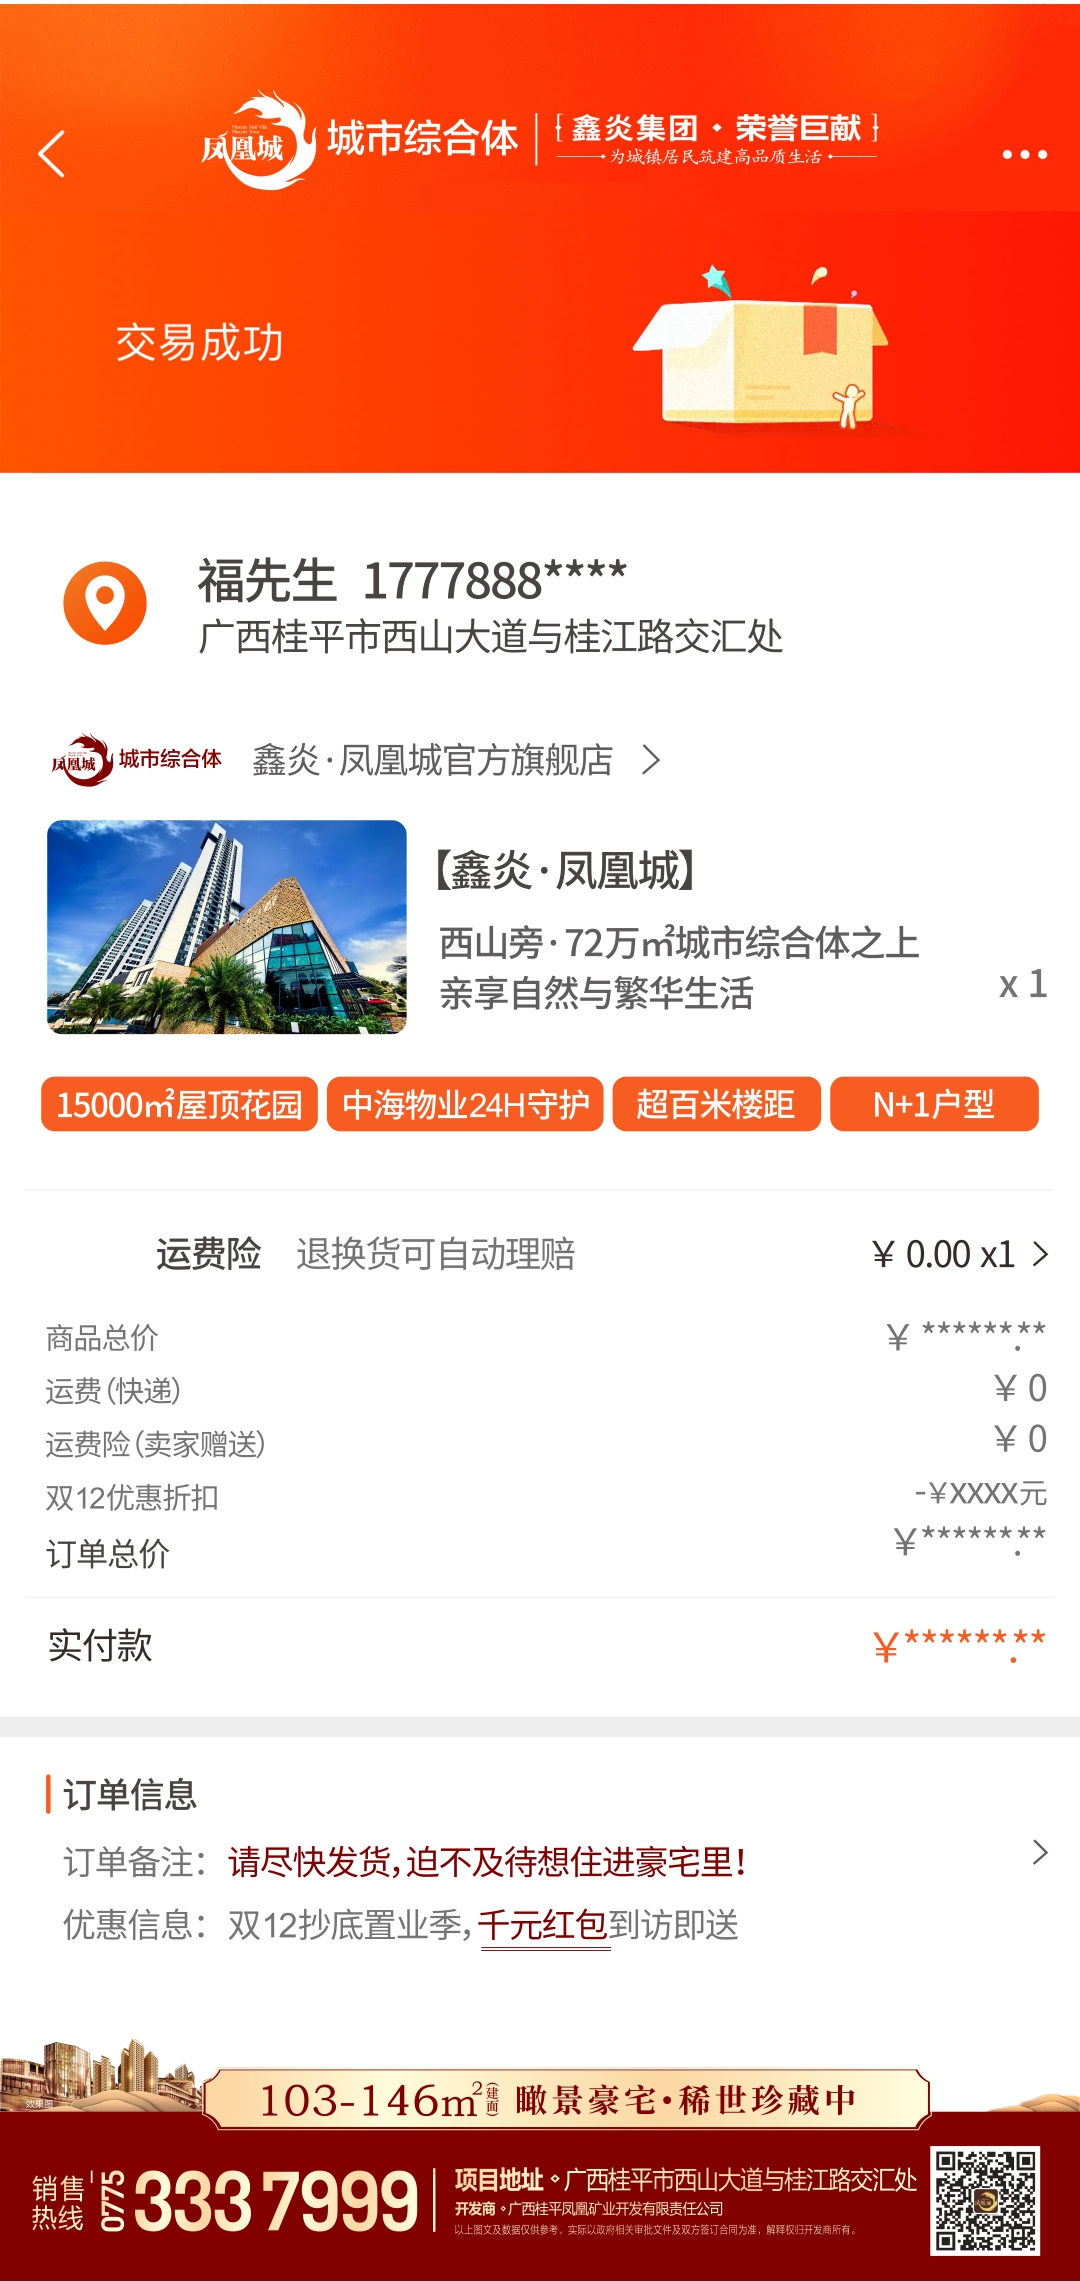 凤凰城 城市综合体 鑫炎集团·荣誉巨献
为城镇居民筑建高品质生活
交易成功
福先生 1777888****
广西桂平市西山大道与桂江路交汇处
凤凰城 城市综合体 鑫炎·凤凰城官方旗舰店
【鑫炎·凤凰城】
西山旁·72万㎡城市综合体之上
亲享自然与繁华生活
x 1
15000㎡屋顶花园 中海物业24H守护 超百米楼距 N+1户型
运费险 退换货可自动理赔 ¥ 0.00 x1
商品总价 ¥ ******.**
运费(快递) ¥ 0
运费险(卖家赠送) ¥ 0
双12优惠折扣 -¥XXXX元
订单总价 ¥******.**
实付款 ¥*******.**
订单信息
订单备注：请尽快发货,迫不及待想住进豪宅里!
优惠信息：双12抄底置业季,千元红包到访即送
效果图
103-146m²(建面) 瞰景豪宅·稀世珍藏中
销售热线 0775 333 7999
项目地址 广西桂平市西山大道与桂江路交汇处
开发商 广西桂平凤凰矿业开发有限责任公司
以上图文及数据仅供参考，实际以政府相关审批文件及双方签订合同为准，解释权归开发商所有。